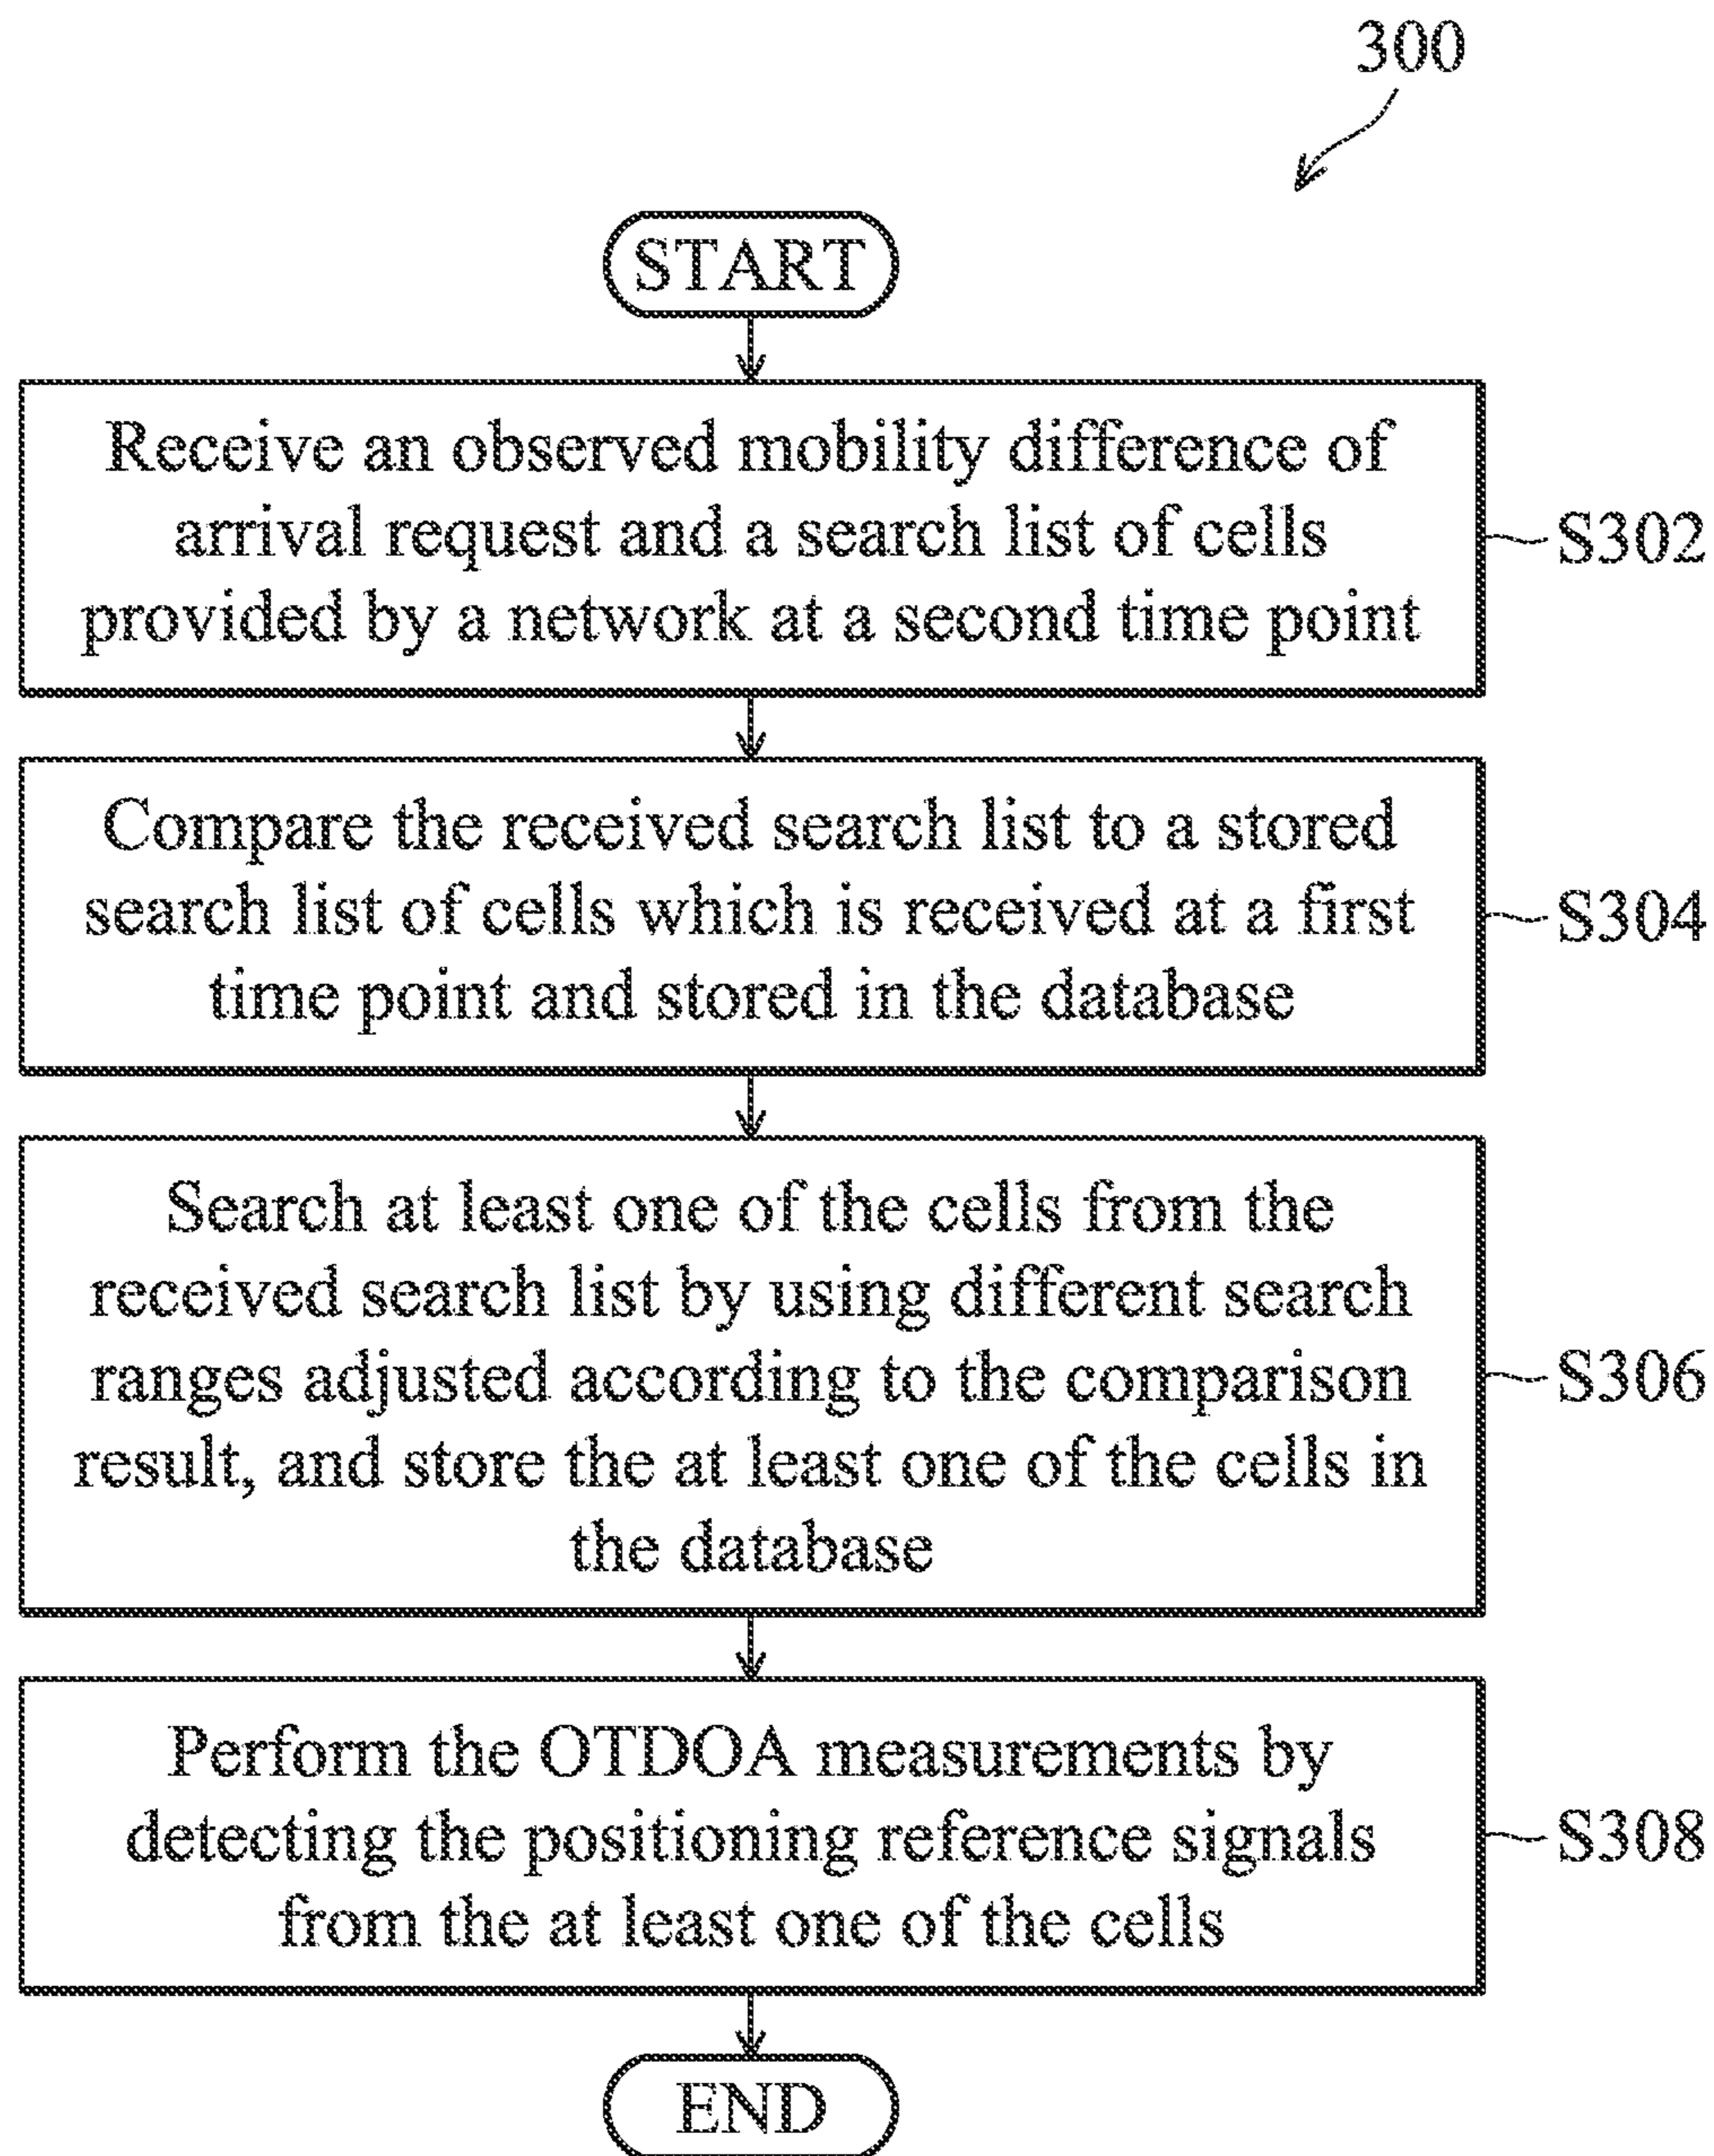 300
START
Receive an observed mobility difference of
arrival request and a search list of cells
provided by a network at a second time point
S302
Compare the received search list to a stored
search list of cells which is received at a first
time point and stored in the database
S304
Search at least one of the cells from the
received search list by using different search
ranges adjusted according to the comparison
result, and store the at least one of the cells in
the database
S306
Perform the OTDOA measurements by
detecting the positioning reference signals
from the at least one of the cells
S308
END